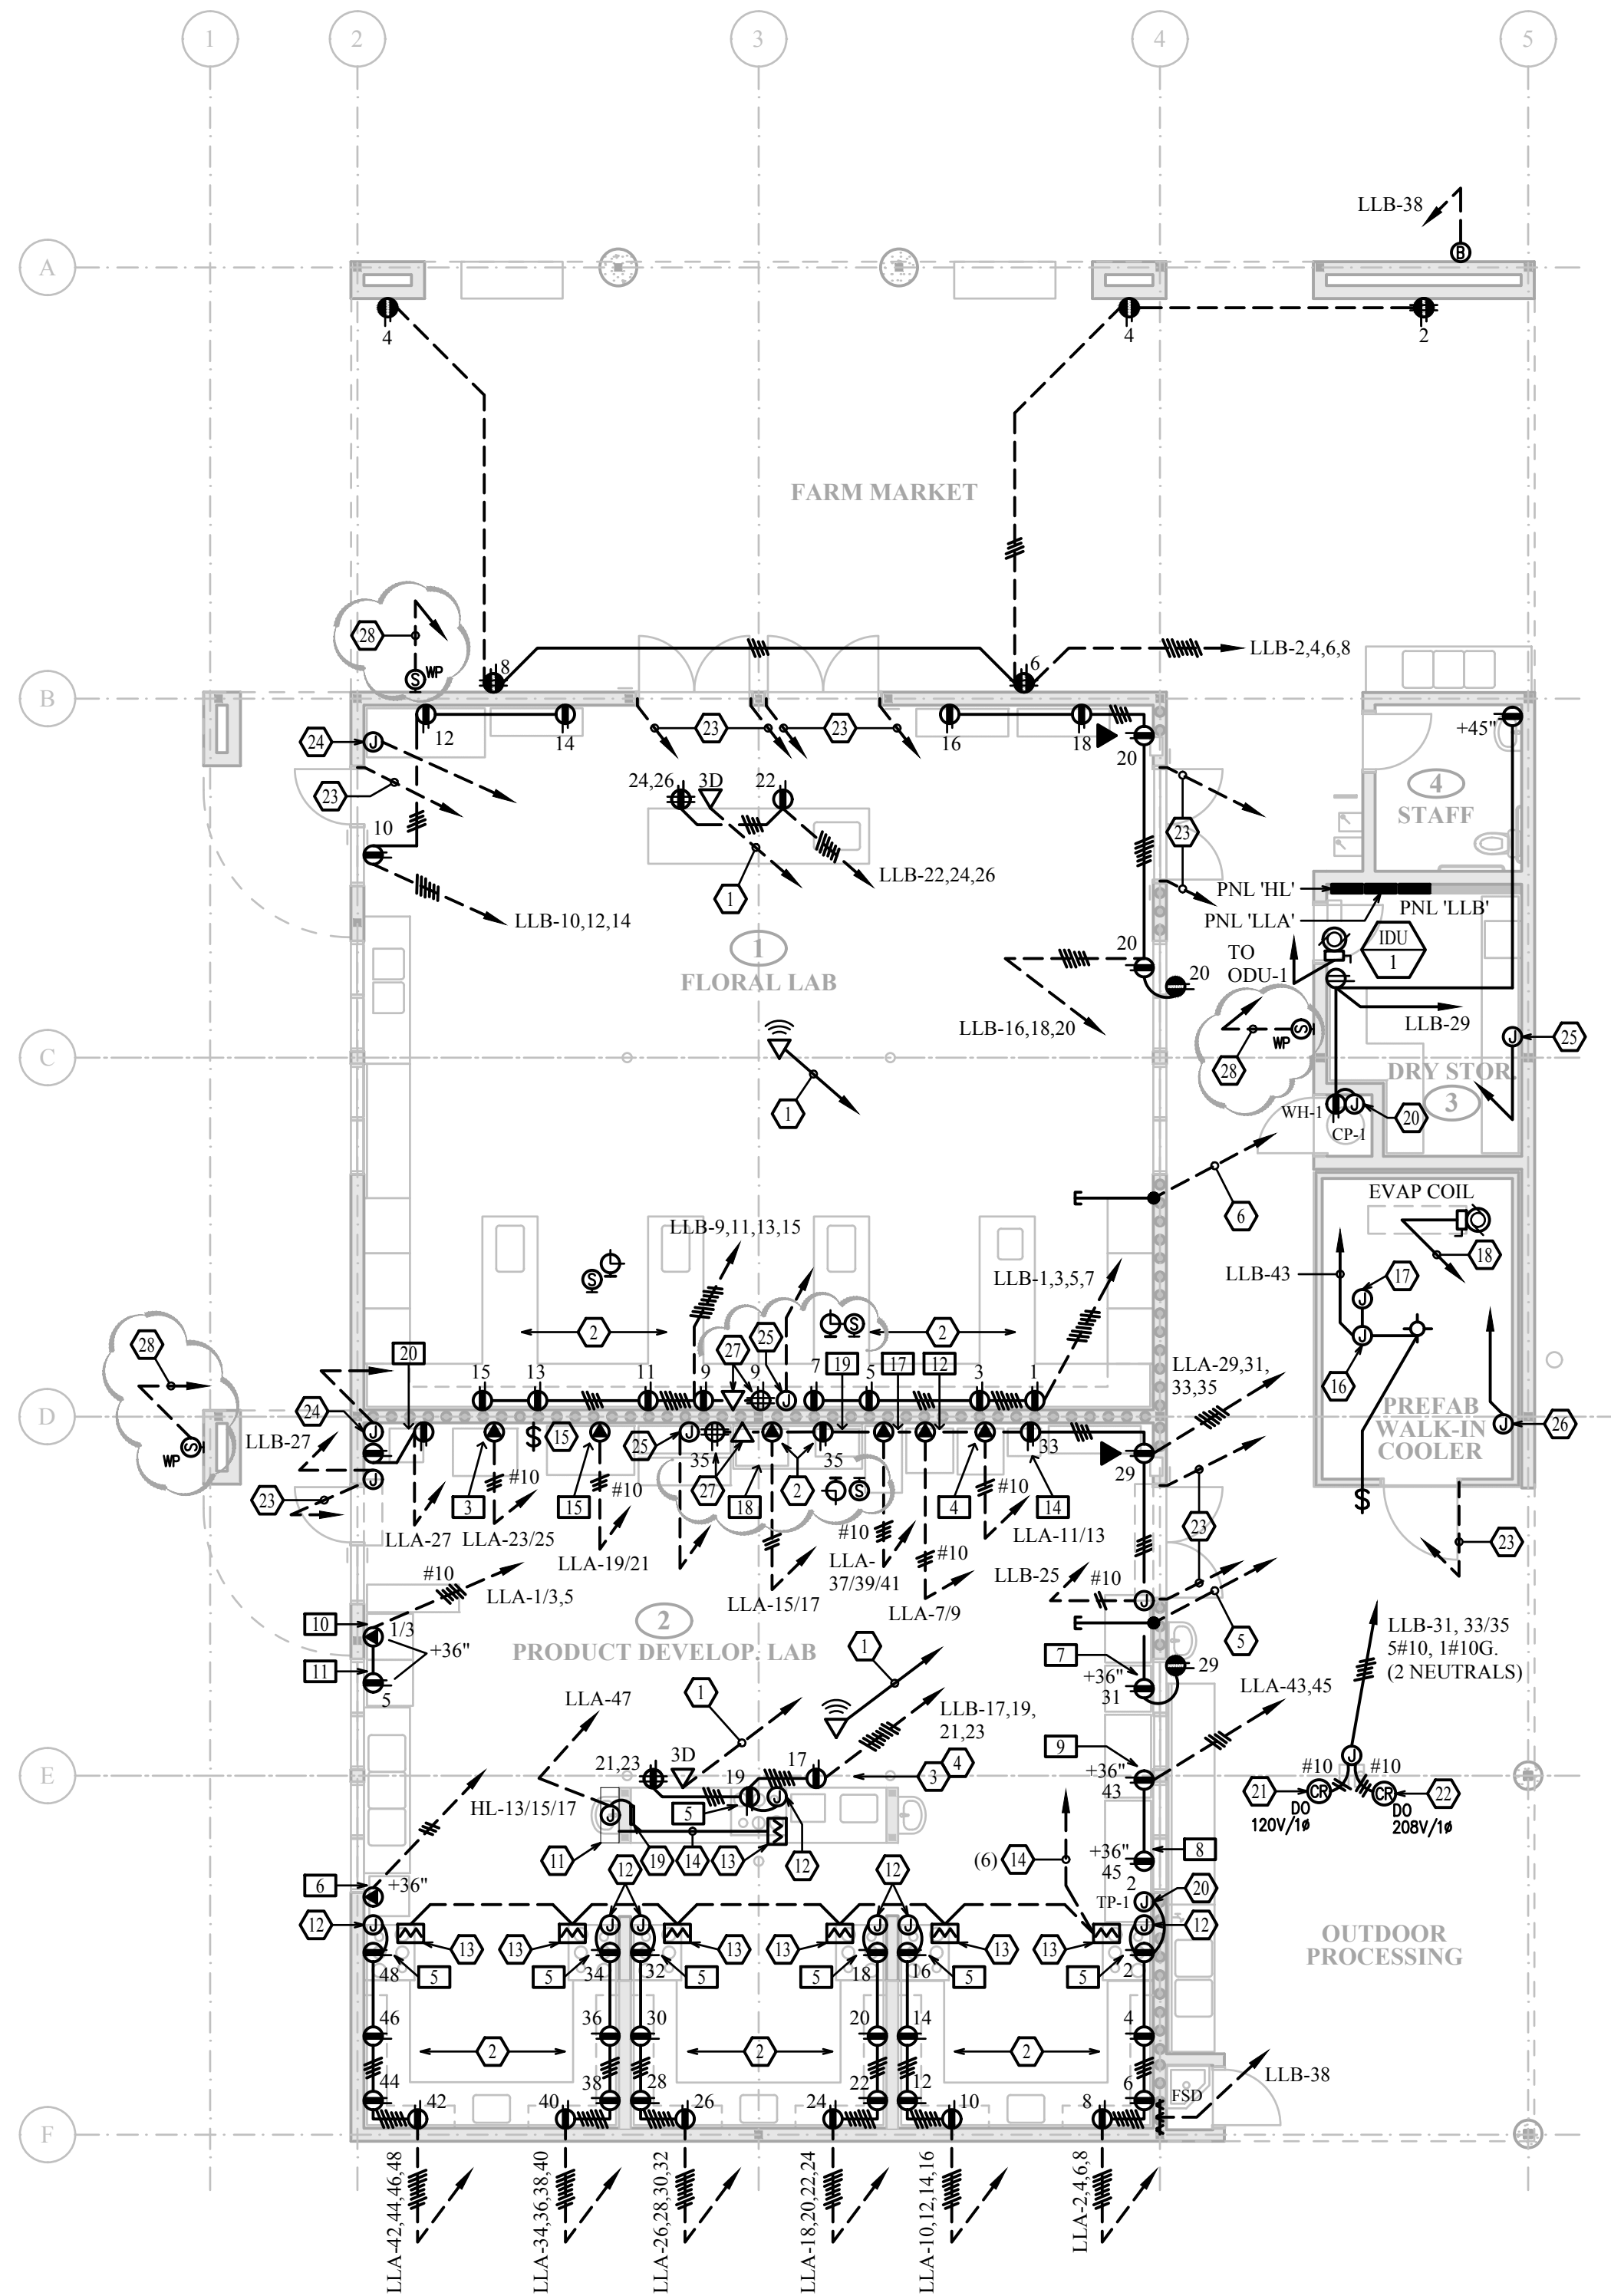 1
2
3
4
5
LLB-38
B
A
4
4
2
FARM MARKET
28
S
WP
8
6
LLB-2,4,6,8
B
12
14
23
23
16
18
20
+45"
24
J
23
24,26
3D
22
23
4
STAFF
10
1
LLB-22,24,26
PNL 'HL'
PNL 'LLA'
PNL 'LLB'
LLB-10,12,14
1
FLORAL LAB
20
20
TO
ODU-1
IDU
1
LLB-16,18,20
LLB-29
C
1
S
WP
28
J
25
DRY STOR.
3
WH-1
J
20
CP-1
6
EVAP COIL
LLB-9,11,13,15
LLB-1,3,5,7
18
LLB-43
17
J
J
16
S
S
2
2
28
20
15
13
11
9
27
9
25
J
7
19
5
17
12
3
1
LLA-29,31,
33,35
D
24
J
15
25
J
35
27
18
2
35
S
33
29
PREFAB
WALK-IN
COOLER
J
26
LLB-27
J
S
WP
23
3
#10
15
#10
4
#10
14
$
$
LLA-27
LLA-23/25
LLA-19/21
LLA-15/17
#10
LLA-
37/39/41
#10
LLA-7/9
LLA-11/13
23
23
#10
LLA-1/3,5
LLB-25
#10
J
10
1/3
+36"
11
5
2
PRODUCT DEVELOP. LAB
1
5
7
+36"
31
29
LLB-31, 33/35
5#10, 1#10G.
(2 NEUTRALS)
LLA-47
1
LLB-17,19,
21,23
LLA-43,45
E
21,23
3D
17
3
4
9
+36"
43
J
#10
#10
21
CR
CR
22
DO
120V/1ø
DO
208V/1ø
HL-13/15/17
J
5
19
J
11
19
14
13
12
(6)
14
+36"
45
8
6
+36"
12
12
2
TP-1
J
20
12
J
13
13
J
J
13
13
J
J
13
13
J
12
48
5
5
34
32
5
5
18
16
5
5
2
OUTDOOR
PROCESSING
46
36
30
20
14
4
2
2
2
44
38
28
22
12
6
FSD
LLB-38
42
40
26
24
10
8
F
LLA-42,44,46,48
LLA-34,36,38,40
LLA-26,28,30,32
LLA-18,20,22,24
LLA-10,12,14,16
LLA-2,4,6,8